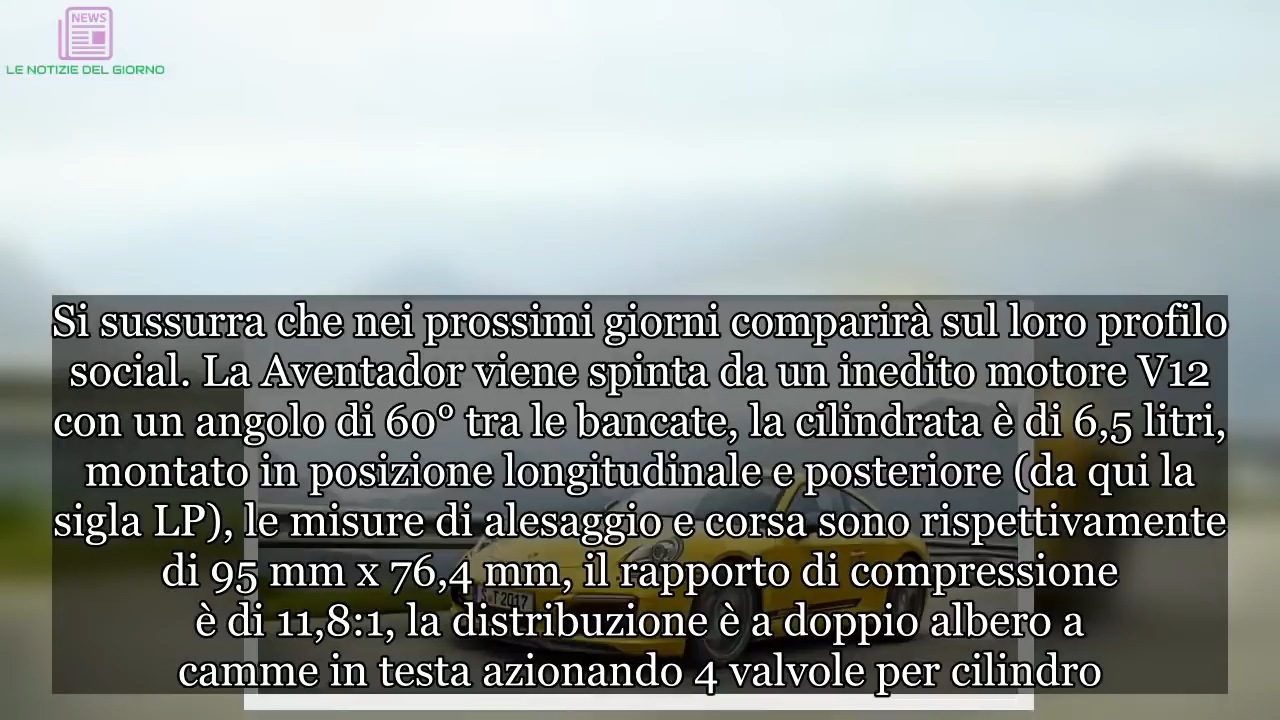 NEWS
LE NOTIZIE DEL GIORNO
Si sussurra che nei prossimi giorni comparirà sul loro profilo
social. La Aventador viene spinta da un inedito motore V12
con un angolo di 60° tra le bancate, la cilindrata è di 6,5 litri,
montato in posizione longitudinale e posteriore (da qui la
sigla LP), le misure di alesaggio e corsa sono rispettivamente
di 95 mm x 76,4 mm, il rapporto di compressione
è di 11,8:1, la distribuzione è a doppio albero a
camme in testa azionando 4 valvole per cilindro